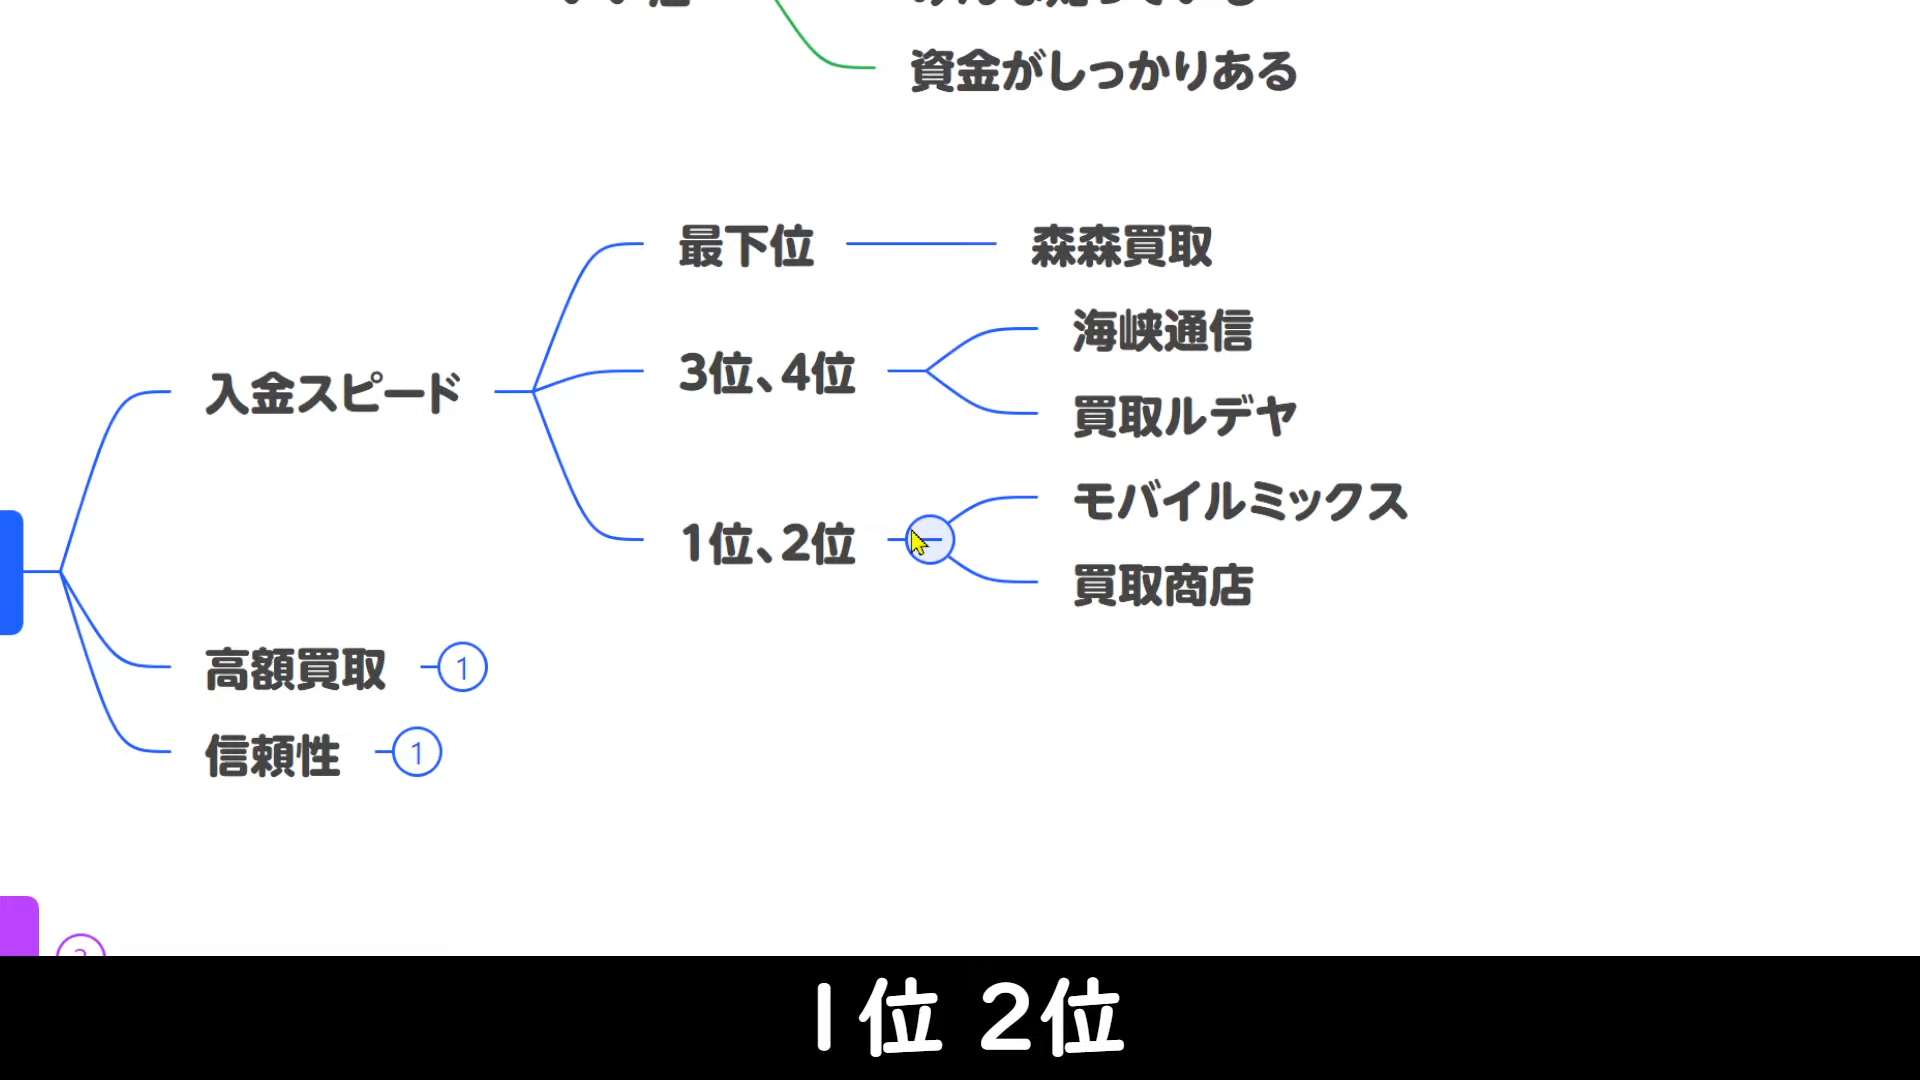 資金がしっかりある
最下位
森森買取
海峡通信
3位、4位
入金スピード
買取ルデヤ
モバイルミックス
1位、2位
買取商店
高額買取
1
信頼性
1
1位 2位